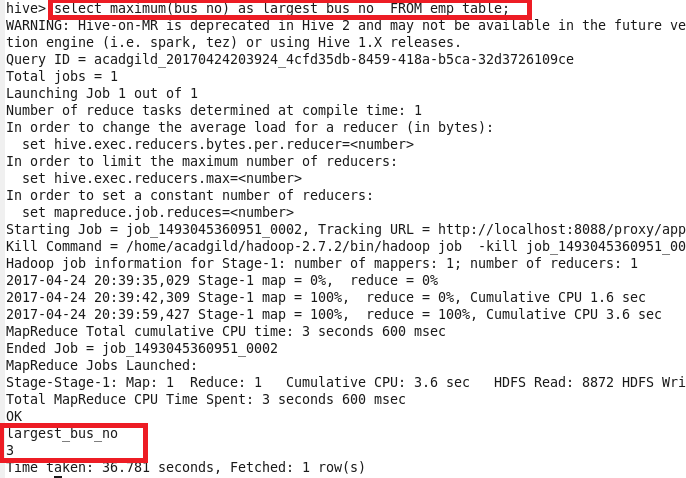 hive> select maximum(bus_no) as largest_bus_no  FROM emp_table;
WARNING: Hive-on-MR is deprecated in Hive 2 and may not be available in the future ve
tion engine (i.e. spark, tez) or using Hive 1.X releases.
Query ID = acadgild_20170424203924_4cfd35db-8459-418a-b5ca-32d3726109ce
Total jobs = 1
Launching Job 1 out of 1
Number of reduce tasks determined at compile time: 1
In order to change the average load for a reducer (in bytes):
  set hive.exec.reducers.bytes.per.reducer=<number>
In order to limit the maximum number of reducers:
  set hive.exec.reducers.max=<number>
In order to set a constant number of reducers:
  set mapreduce.job.reduces=<number>
Starting Job = job_1493045360951_0002, Tracking URL = http://localhost:8088/proxy/app
Kill Command = /home/acadgild/hadoop-2.7.2/bin/hadoop job  -kill job_1493045360951_00
Hadoop job information for Stage-1: number of mappers: 1; number of reducers: 1
2017-04-24 20:39:35,029 Stage-1 map = 0%,  reduce = 0%
2017-04-24 20:39:42,309 Stage-1 map = 100%,  reduce = 0%, Cumulative CPU 1.6 sec
2017-04-24 20:39:59,427 Stage-1 map = 100%,  reduce = 100%, Cumulative CPU 3.6 sec
MapReduce Total cumulative CPU time: 3 seconds 600 msec
Ended Job = job_1493045360951_0002
MapReduce Jobs Launched:
Stage-Stage-1: Map: 1  Reduce: 1   Cumulative CPU: 3.6 sec   HDFS Read: 8872 HDFS Wri
Total MapReduce CPU Time Spent: 3 seconds 600 msec
OK
largest_bus_no
3
Time taken: 36.781 seconds, Fetched: 1 row(s)